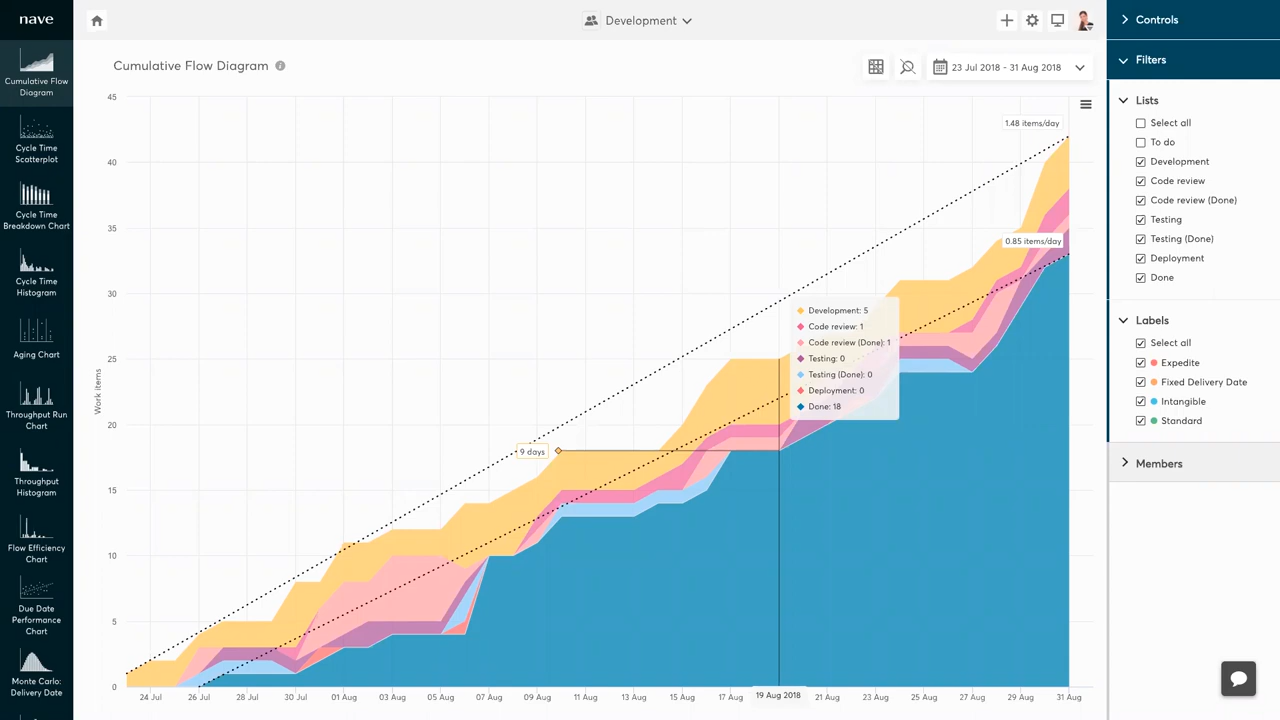 nave
Development
Controls
Cumulative Flow
Diagram
Cycle Time
Scatterplot
Cycle Time
Breakdown Chart
Cycle Time
Histogram
Aging Chart
Throughput Run
Chart
Throughput
Histogram
Flow Efficiency
Chart
Due Date
Performance
Chart
Monte Carlo:
Delivery Date
Cumulative Flow Diagram
23 Jul 2018 - 31 Aug 2018
Work items
45
40
35
30
25
20
15
10
5
0
1.48 items/day
0.85 items/day
9 days
Development: 5
Code review: 1
Code review (Done): 1
Testing: 0
Testing (Done): 0
Deployment: 0
Done: 18
24 Jul
26 Jul
28 Jul
30 Jul
01 Aug
03 Aug
05 Aug
07 Aug
09 Aug
11 Aug
13 Aug
15 Aug
17 Aug
19 Aug 2018
21 Aug
23 Aug
25 Aug
27 Aug
29 Aug
31 Aug
Filters
Lists
Select all
To do
Development
Code review
Code review (Done)
Testing
Testing (Done)
Deployment
Done
Labels
Select all
Expedite
Fixed Delivery Date
Intangible
Standard
Members